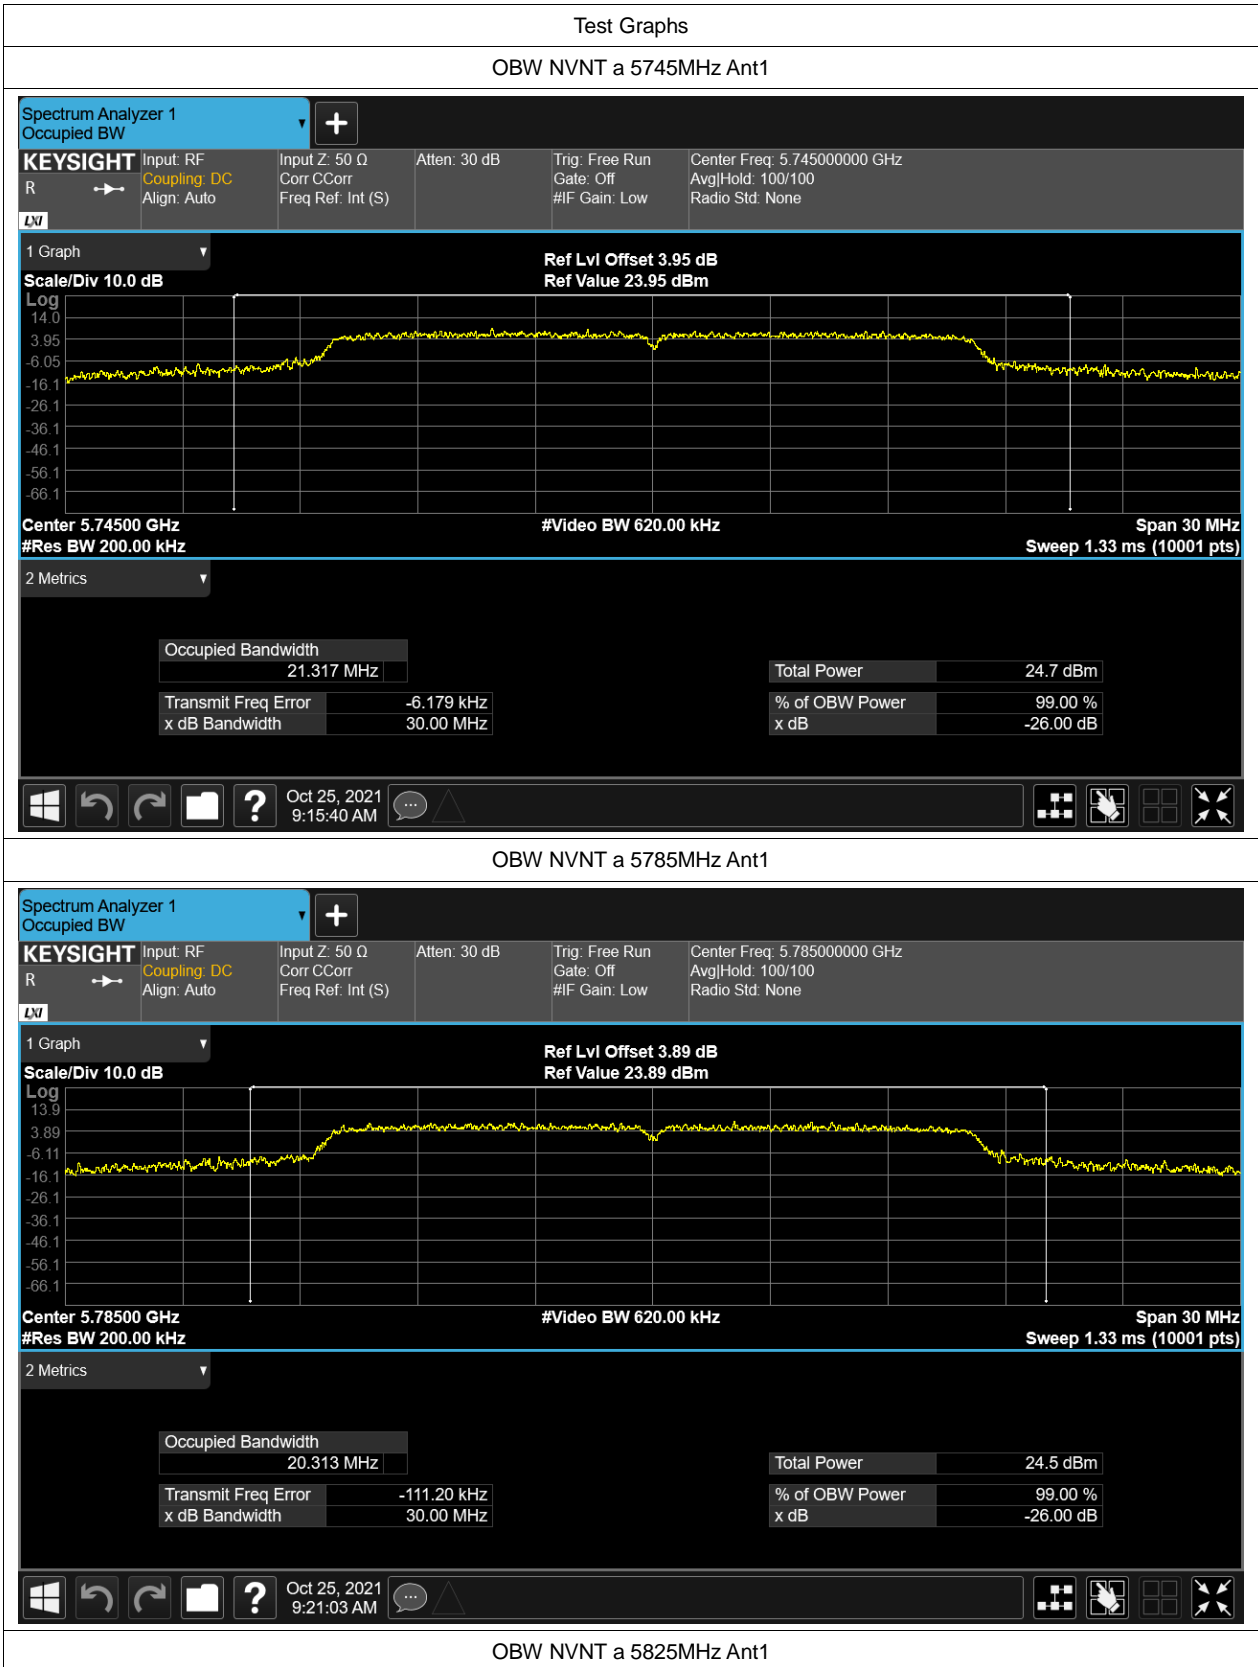 Test Graphs
OBW NVNT a 5745MHz Ant1
Spectrum Analyzer 1
Occupied BW
KEYSIGHT
R
LXI
Input: RF
Coupling: DC
Align: Auto
Input Z: 50 Ω
Corr CCorr
Freq Ref: Int (S)
Atten: 30 dB
Trig: Free Run
Gate: Off
#IF Gain: Low
Center Freq: 5.745000000 GHz
Avg|Hold: 100/100
Radio Std: None
1 Graph
Scale/Div 10.0 dB
Ref Lvl Offset 3.95 dB
Ref Value 23.95 dBm
Log
14.0
3.95
-6.05
-16.1
-26.1
-36.1
-46.1
-56.1
-66.1
Center 5.74500 GHz
#Video BW 620.00 kHz
Span 30 MHz
#Res BW 200.00 kHz
Sweep 1.33 ms (10001 pts)
2 Metrics
Occupied Bandwidth
21.317 MHz
Total Power 24.7 dBm
Transmit Freq Error -6.179 kHz
% of OBW Power 99.00 %
x dB Bandwidth 30.00 MHz
x dB -26.00 dB
?
Oct 25, 2021
9:15:40 AM
OBW NVNT a 5785MHz Ant1
Spectrum Analyzer 1
Occupied BW
KEYSIGHT
R
LXI
Input: RF
Coupling: DC
Align: Auto
Input Z: 50 Ω
Corr CCorr
Freq Ref: Int (S)
Atten: 30 dB
Trig: Free Run
Gate: Off
#IF Gain: Low
Center Freq: 5.785000000 GHz
Avg|Hold: 100/100
Radio Std: None
1 Graph
Scale/Div 10.0 dB
Ref Lvl Offset 3.89 dB
Ref Value 23.89 dBm
Log
13.9
3.89
-6.11
-16.1
-26.1
-36.1
-46.1
-56.1
-66.1
Center 5.78500 GHz
#Video BW 620.00 kHz
Span 30 MHz
#Res BW 200.00 kHz
Sweep 1.33 ms (10001 pts)
2 Metrics
Occupied Bandwidth
20.313 MHz
Total Power 24.5 dBm
Transmit Freq Error -111.20 kHz
% of OBW Power 99.00 %
x dB Bandwidth 30.00 MHz
x dB -26.00 dB
?
Oct 25, 2021
9:21:03 AM
OBW NVNT a 5825MHz Ant1